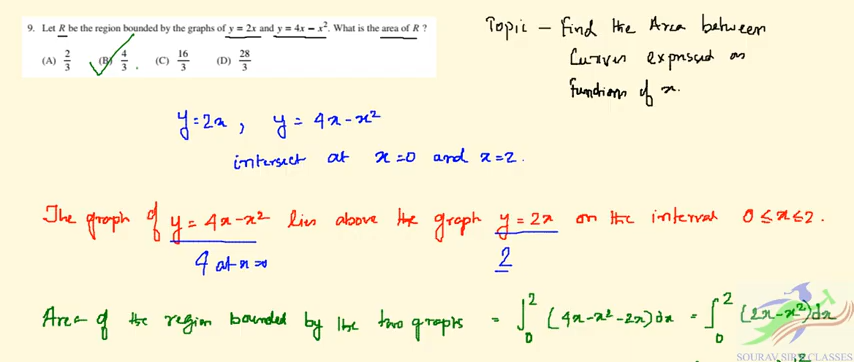 9. Let R be the region bounded by the graphs of y = 2x and y = 4x − x². What is the area of R ?
(A) 2/3 (B) 4/3 (C) 16/3 (D) 28/3
Topic - Find the Area between
Curves expressed as
functions of x.
y=2x , y = 4x-x²
intersect at x=0 and x=2.
The graph of y = 4x-x² lies above the graph y = 2x on the interval 0 ≤ x ≤ 2.
4 at x=0 2
Area of the region bounded by the two graphs = ∫₀² (4x-x²-2x)dx = ∫₀² (2x-x²)dx
SOURAV SIR'S CLASSES